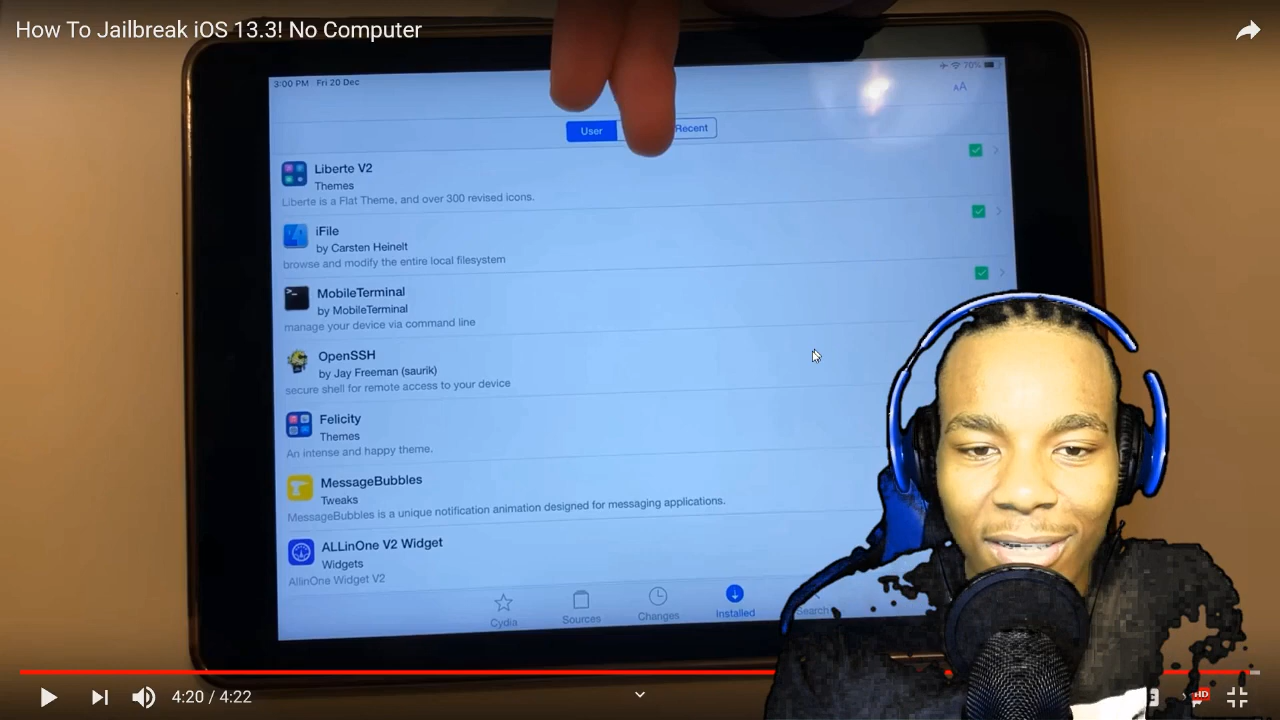 How To Jailbreak iOS 13.3! No Computer
3:00 PM Fri 20 Dec
70%
AA
User
Recent
Liberte V2
Themes
Liberte is a Flat Theme, and over 300 revised icons.
iFile
by Carsten Heinelt
browse and modify the entire local filesystem
MobileTerminal
by MobileTerminal
manage your device via command line
OpenSSH
by Jay Freeman (saurik)
secure shell for remote access to your device
Felicity
Themes
An intense and happy theme.
MessageBubbles
Tweaks
MessageBubbles is a unique notification animation designed for messaging applications.
ALLinOne V2 Widget
Widgets
AllinOne Widget V2
Cydia
Sources
Changes
Installed
Search
4:20 / 4:22
HD